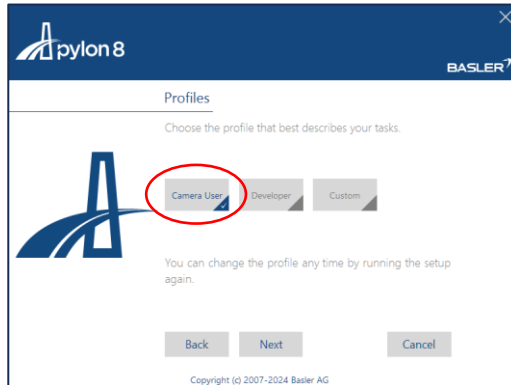 pylon 8
BASLER
Profiles
Choose the profile that best describes your tasks.
Camera User
Developer
Custom
You can change the profile any time by running the setup
again.
Back
Next
Cancel
Copyright (c) 2007-2024 Basler AG